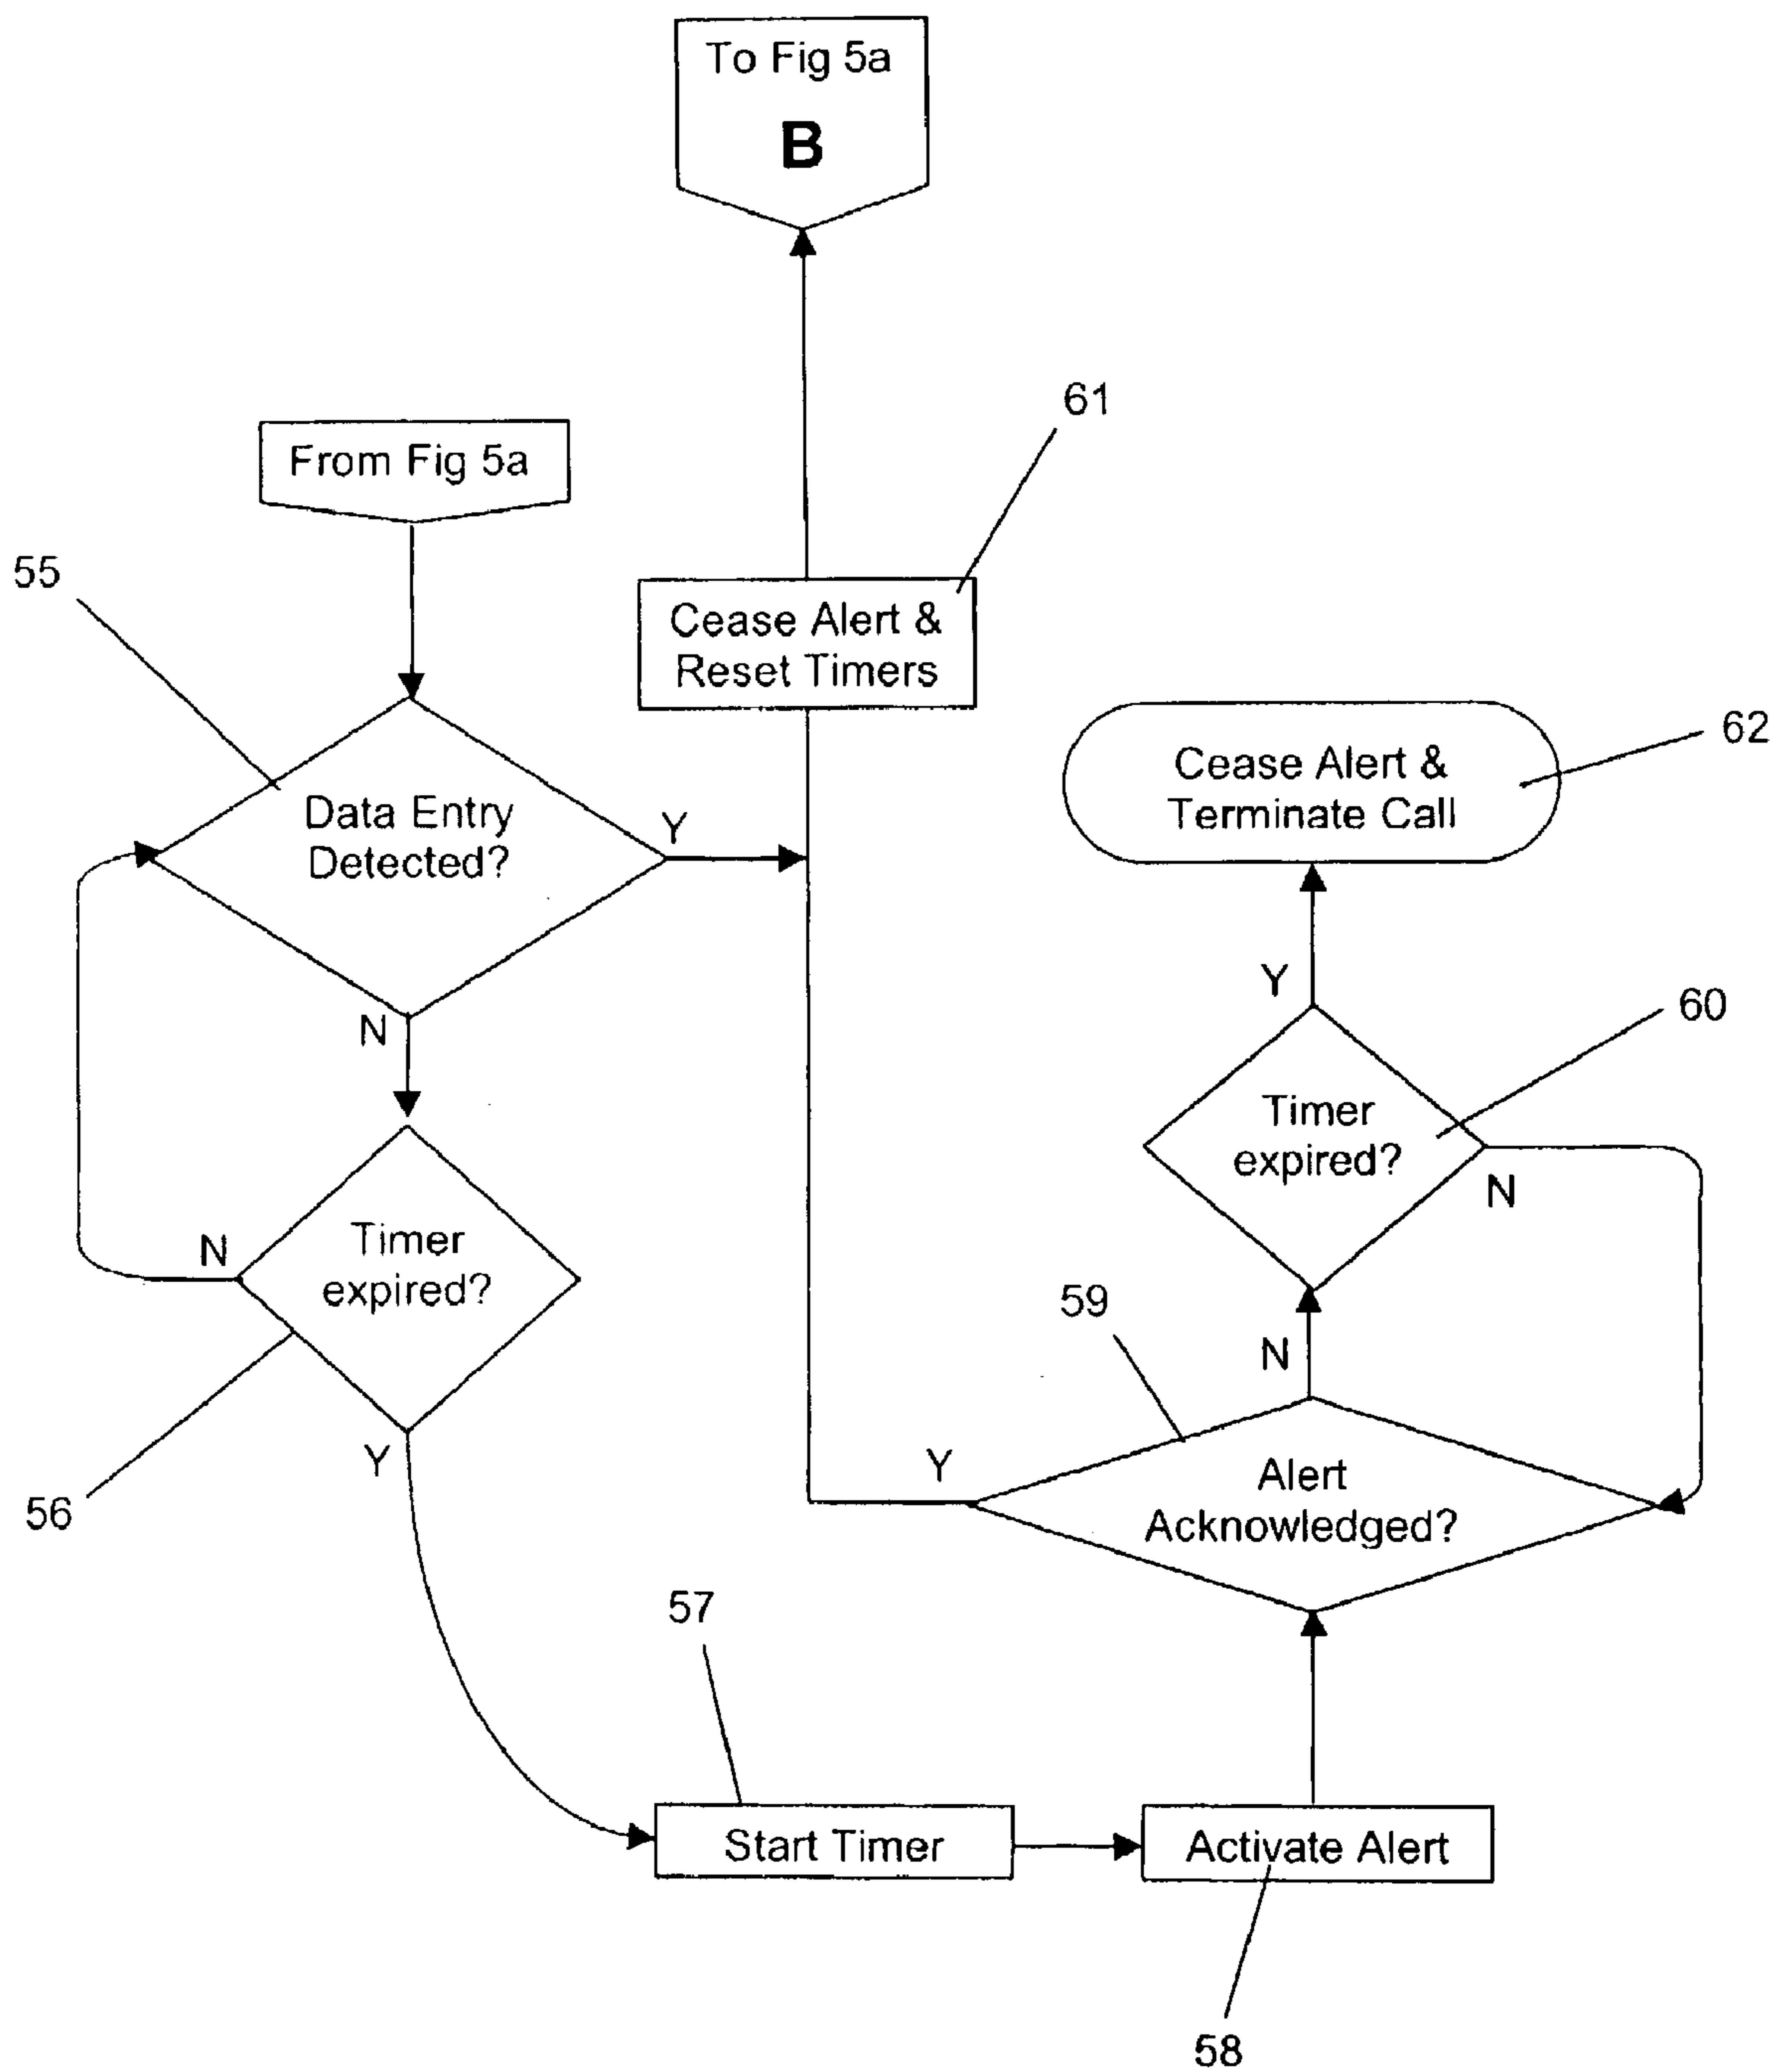 To Fig 5a
B
61
From Fig 5a
55
Cease Alert &
Reset Timers
62
Cease Alert &
Terminate Call
Data Entry
Detected?
Y
N
Y
60
Timer
expired?
N
Timer
expired?
N
59
N
Y
56
Y
Alert
Acknowledged?
57
Start Timer
Activate Alert
58